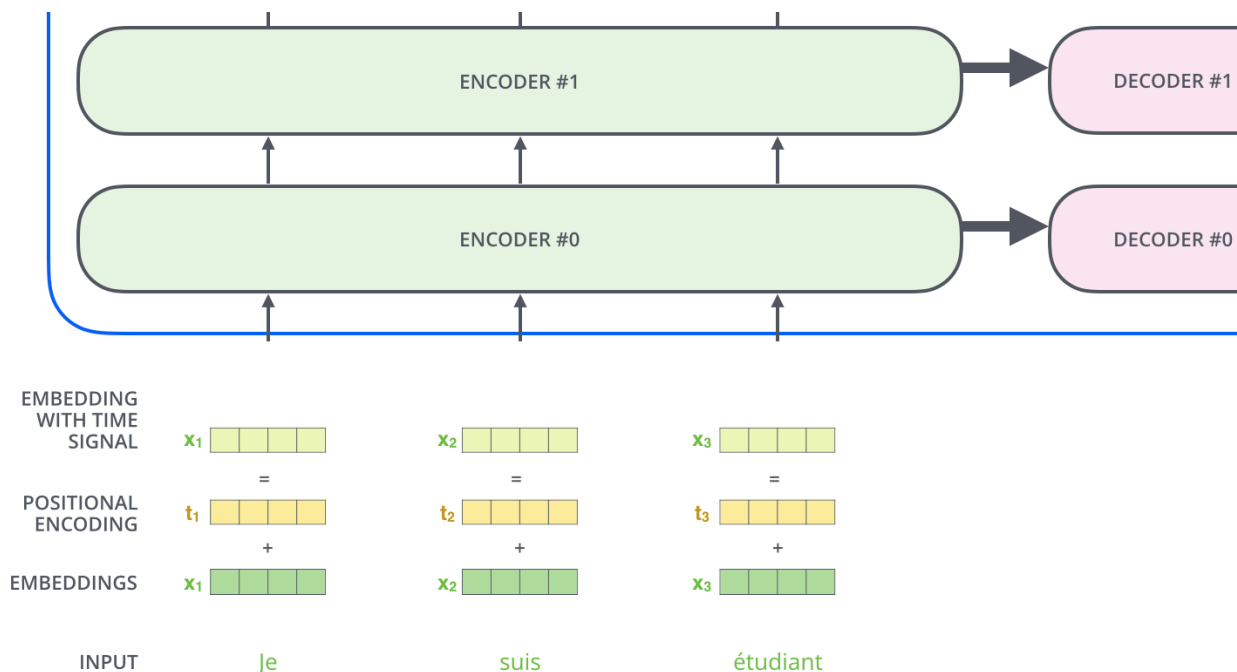 ENCODER #1
DECODER #1
ENCODER #0
DECODER #0
EMBEDDING
WITH TIME
SIGNAL
x₁
x₂
x₃
=
=
=
POSITIONAL
ENCODING
t₁
t₂
t₃
+
+
+
EMBEDDINGS
x₁
x₂
x₃
INPUT
Je
suis
étudiant